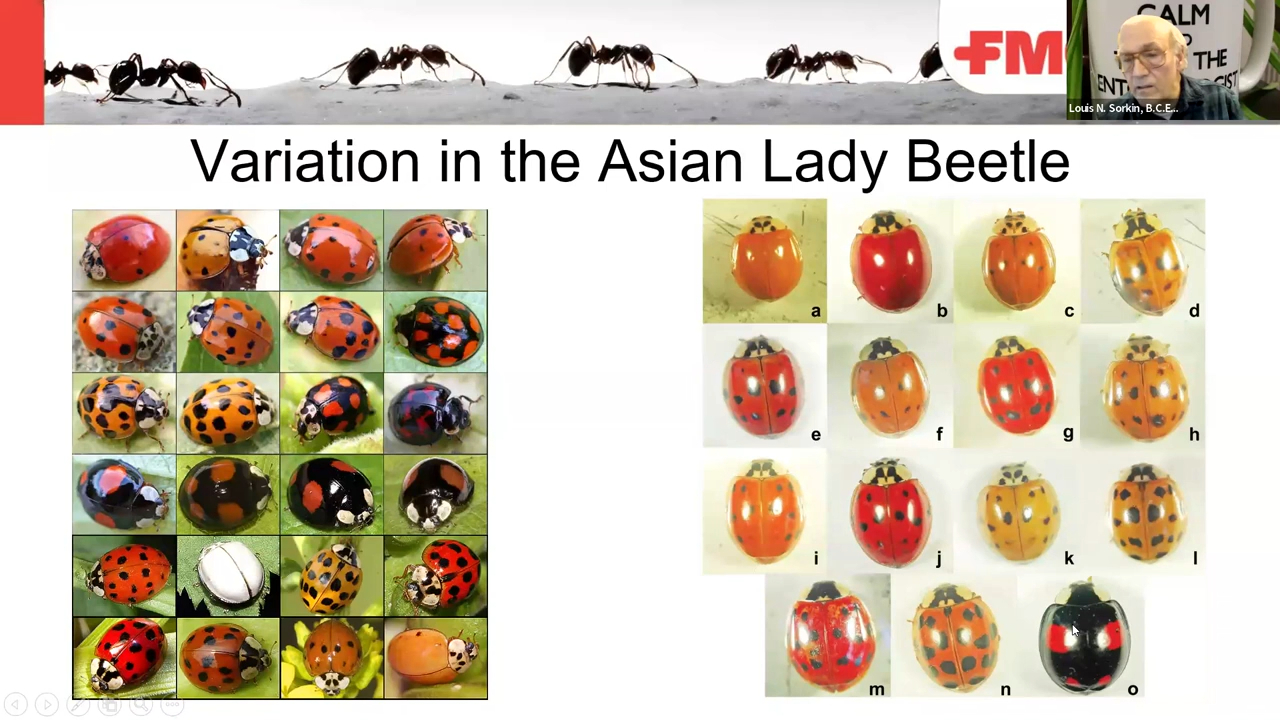 FM
CALM
THE
Louis N. Sorkin, B.C.E...
Variation in the Asian Lady Beetle
a
b
c
d
e
f
g
h
i
j
k
l
m
n
o